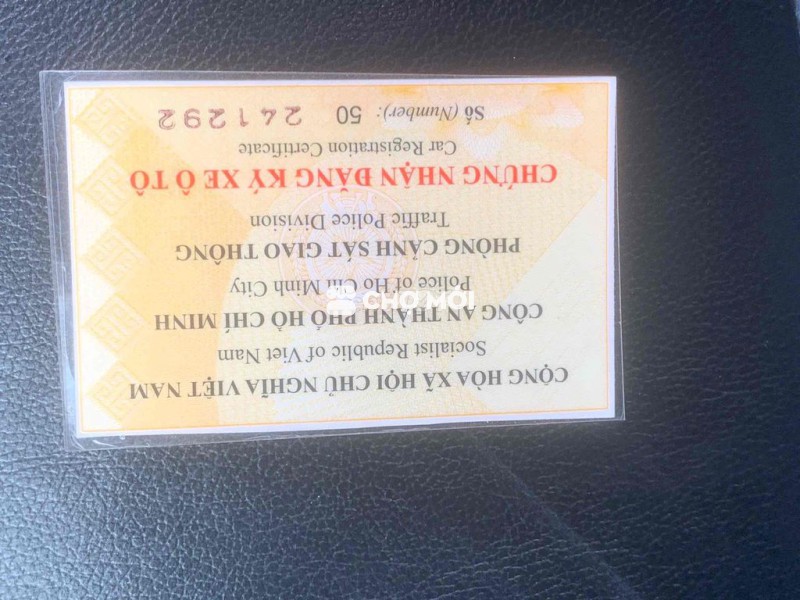 CỘNG HÒA XÃ HỘI CHỦ NGHĨA VIỆT NAM
Socialist Republic of Viet Nam
CÔNG AN THÀNH PHỐ HỒ CHÍ MINH
Police of Ho Chi Minh City
PHÒNG CẢNH SÁT GIAO THÔNG
Traffic Police Division
CHỨNG NHẬN ĐĂNG KÝ XE Ô TÔ
Car Registration Certificate
Số (Number): 50 241292
CHỢ MỚI